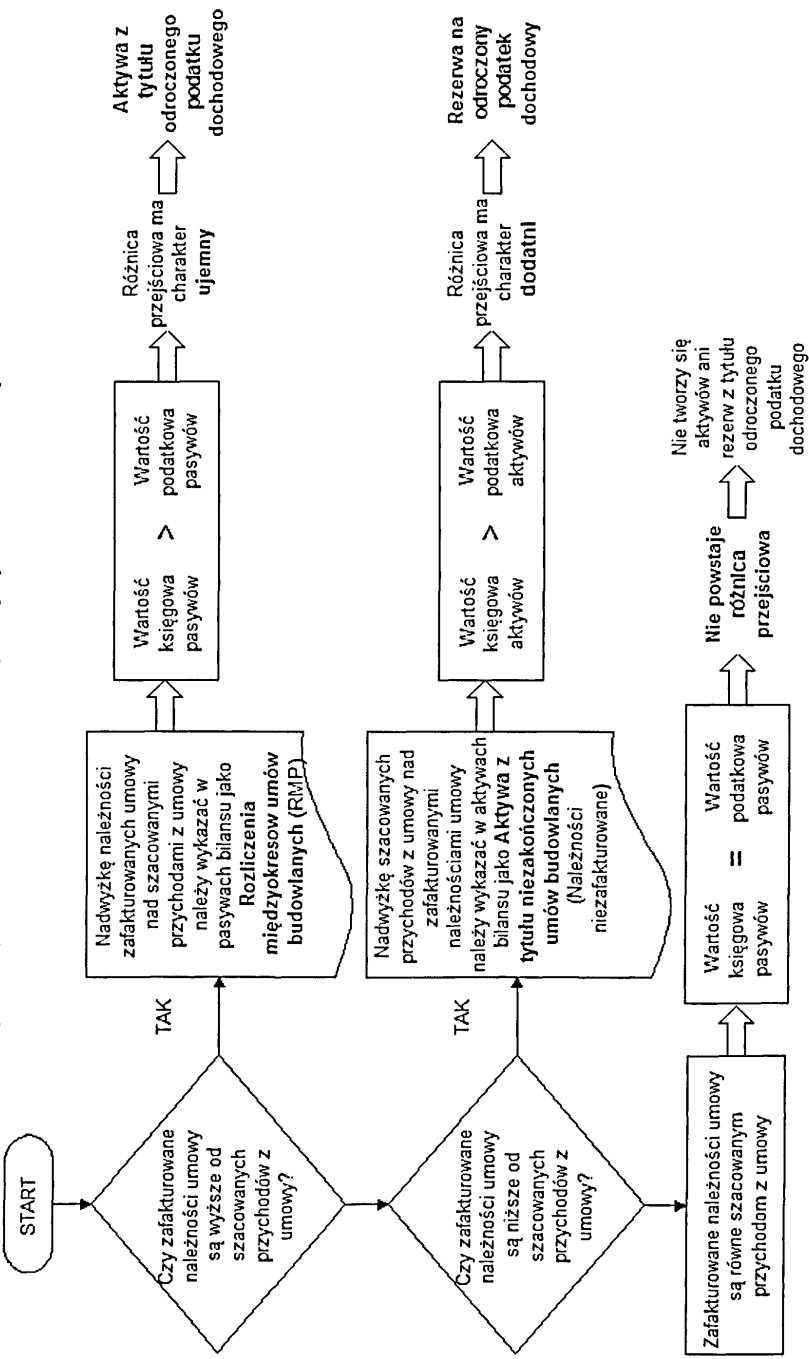 START
Czy zafakturowane
należności umowy
są wyższe od
szacowanych
przychodów z
umowy?
TAK
Nadwyżkę należności
zafakturowanych umowy
nad szacowanymi
przychodami z umowy
należy wykazać w
pasywach bilansu jako
Rozliczenia
międzyokresow umów
budowlanych (RMP)
Wartość
księgowa
pasywów
>
Wartość
podatkowa
pasywów
Różnica
przejściowa ma
charakter
ujemny
Aktywa z
tytułu
odroczonego
podatku
dochodowego
Czy zafakturowane
należności umowy
są niższe od
szacowanych
przychodów z
umowy?
TAK
Nadwyżkę szacowanych
przychodów z umowy nad
zafakturowanymi
należnościami umowy
należy wykazać w aktywach
bilansu jako Aktywa z
tytułu niezakończonych
umów budowlanych
(Należności
niezafakturowane)
Wartość
księgowa
aktywów
>
Wartość
podatkowa
aktywów
Różnica
przejściowa ma
charakter
dodatni
Rezerwa na
odroczony
podatek
dochodowy
Zafakturowane należności umowy
są równe szacowanym
przychodom z umowy
Wartość
księgowa
pasywów
=
Wartość
podatkowa
pasywów
Nie powstaje
różnica
przejściowa
Nie tworzy się
aktywów ani
rezerw z tytułu
odroczonego
podatku
dochodowego